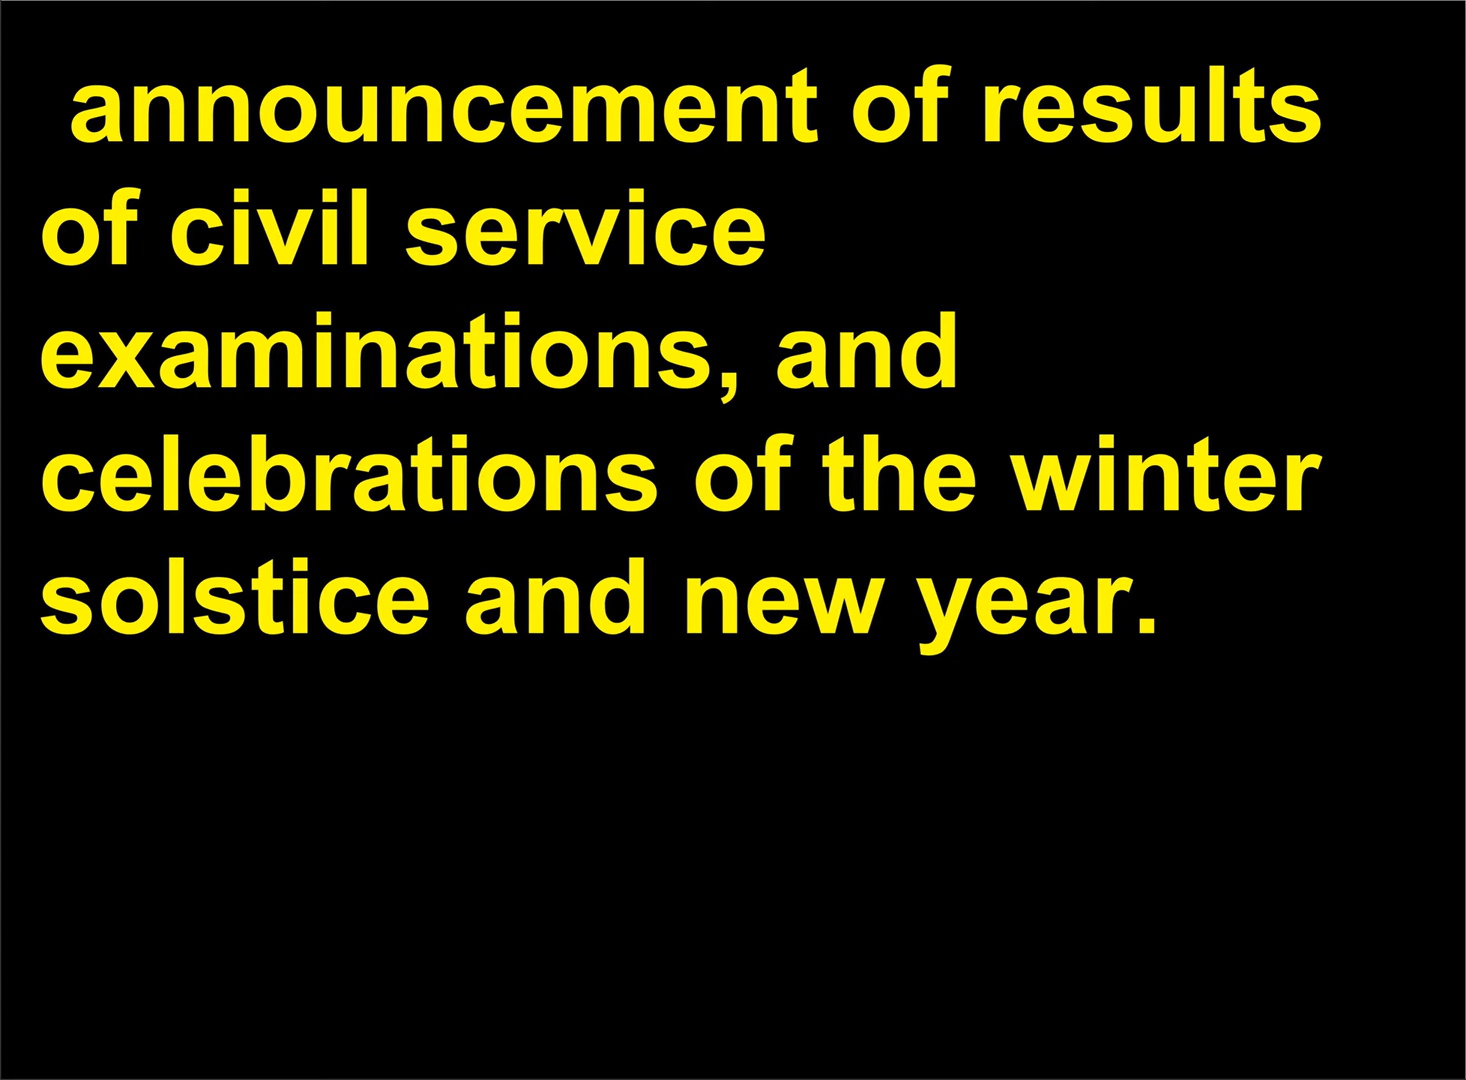 announcement of results
of civil service
examinations, and
celebrations of the winter
solstice and new year.